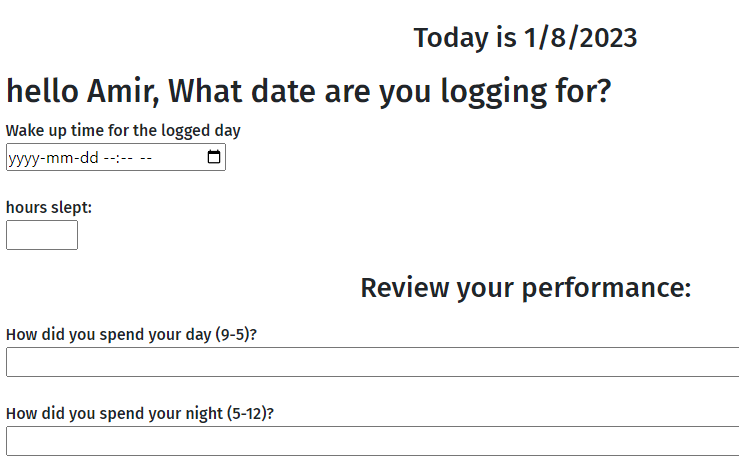 Today is 1/8/2023
hello Amir, What date are you logging for?
Wake up time for the logged day
yyyy-mm-dd --:-- --
hours slept:
Review your performance:
How did you spend your day (9-5)?
How did you spend your night (5-12)?